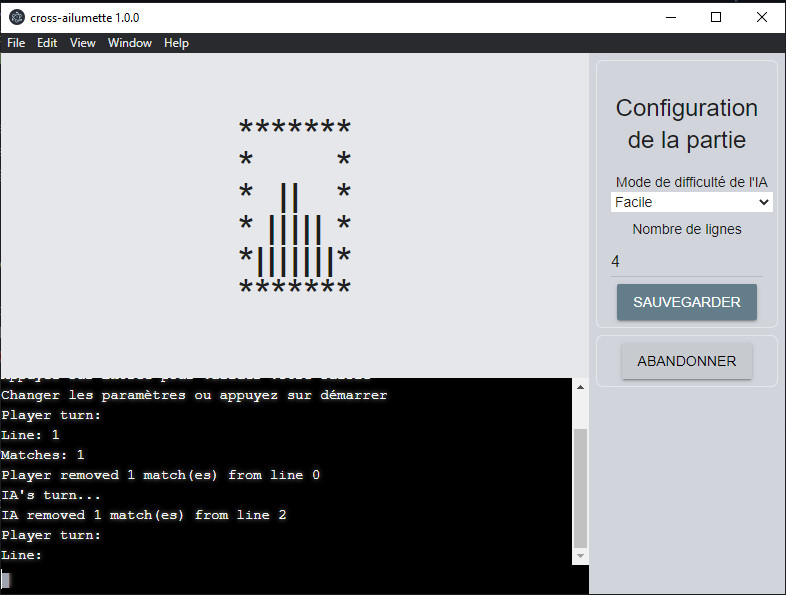 cross-ailumette 1.0.0
File Edit View Window Help
*******
*     *
*  ||  *
* ||||| *
*|||||||*
*******
Configuration
de la partie
Mode de difficulté de l'IA
Facile
Nombre de lignes
4
SAUVEGARDER
ABANDONNER
Changer les paramètres ou appuyez sur démarrer
Player turn:
Line: 1
Matches: 1
Player removed 1 match(es) from line 0
IA's turn...
IA removed 1 match(es) from line 2
Player turn:
Line: